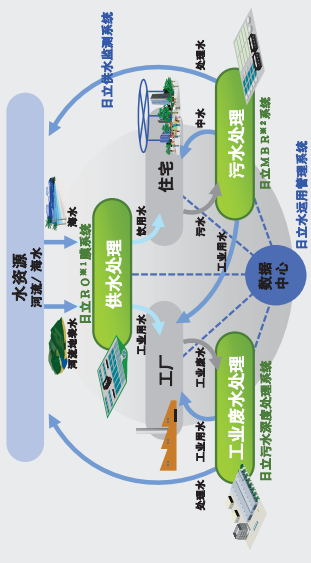 水资源
河流/海水
河流地表水
海水
日立RO※1膜系统
供水处理
日立供水监测系统
工业用水
饮用水
工厂
住宅
处理水
工业用水
工业废水
工业用水
污水
中水
处理水
工业废水处理
污水处理
日立污水深度处理系统
日立MBR※2系统
数据
中心
日立水运用管理系统